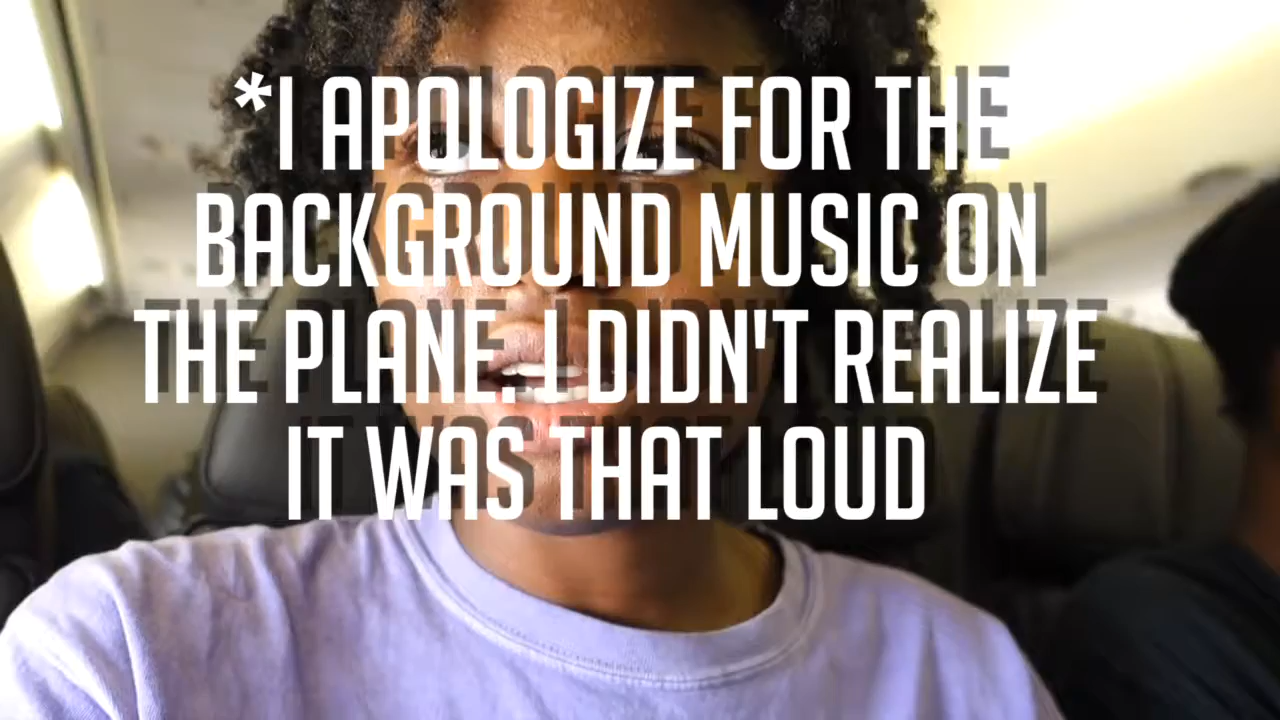 *I APOLOGIZE FOR THE
BACKGROUND MUSIC ON
THE PLANE. I DIDN'T REALIZE
IT WAS THAT LOUD